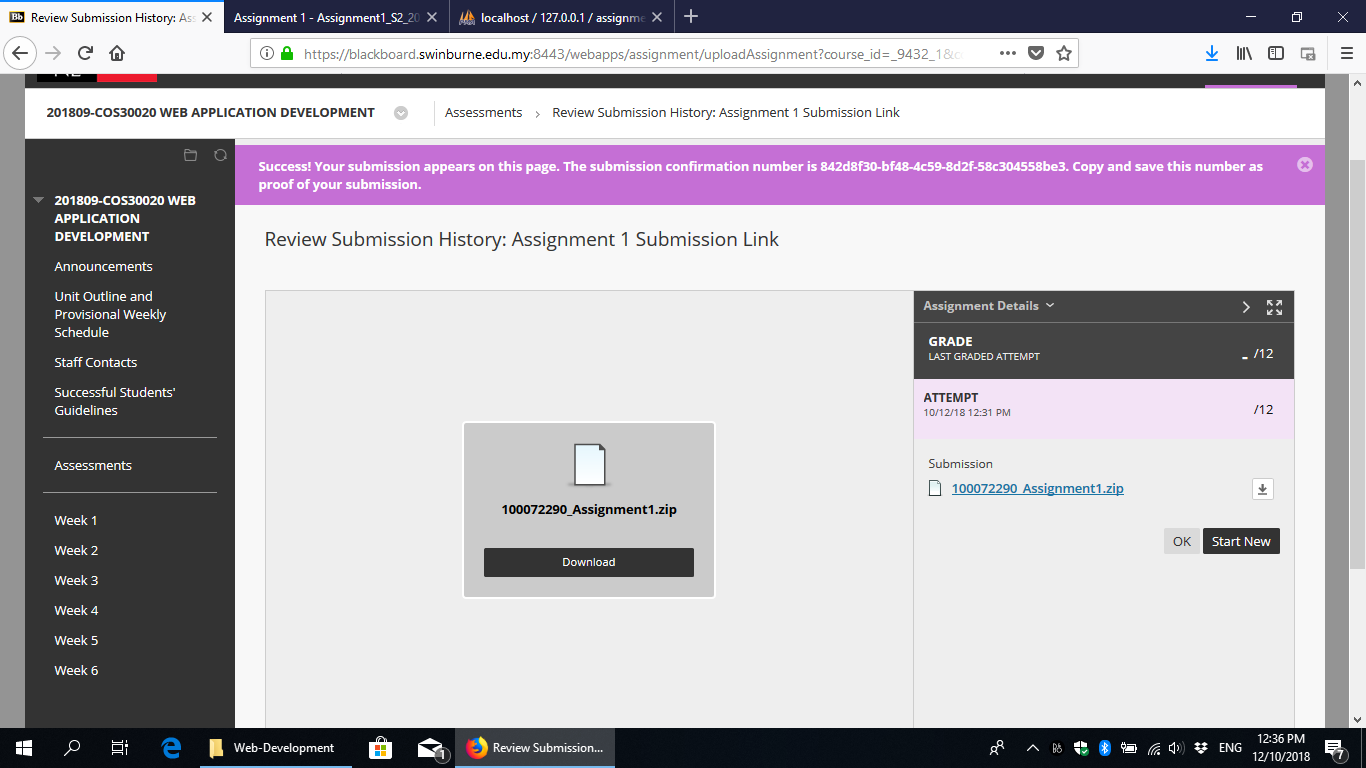 Review Submission History: Ass
Assignment 1 - Assignment1_S2_20
localhost / 127.0.0.1 / assignme
https://blackboard.swinburne.edu.my:8443/webapps/assignment/uploadAssignment?course_id=_9432_1&
201809-COS30020 WEB APPLICATION DEVELOPMENT
Assessments
Review Submission History: Assignment 1 Submission Link
Success! Your submission appears on this page. The submission confirmation number is 842d8f30-bf48-4c59-8d2f-58c304558be3. Copy and save this number as
proof of your submission.
201809-COS30020 WEB
APPLICATION
DEVELOPMENT
Announcements
Unit Outline and
Provisional Weekly
Schedule
Staff Contacts
Successful Students'
Guidelines
Assessments
Week 1
Week 2
Week 3
Week 4
Week 5
Week 6
Review Submission History: Assignment 1 Submission Link
100072290_Assignment1.zip
Download
Assignment Details
GRADE
LAST GRADED ATTEMPT
- /12
ATTEMPT
10/12/18 12:31 PM
/12
Submission
100072290_Assignment1.zip
OK
Start New
Web-Development
1
Review Submission...
ENG
12:36 PM
12/10/2018
7